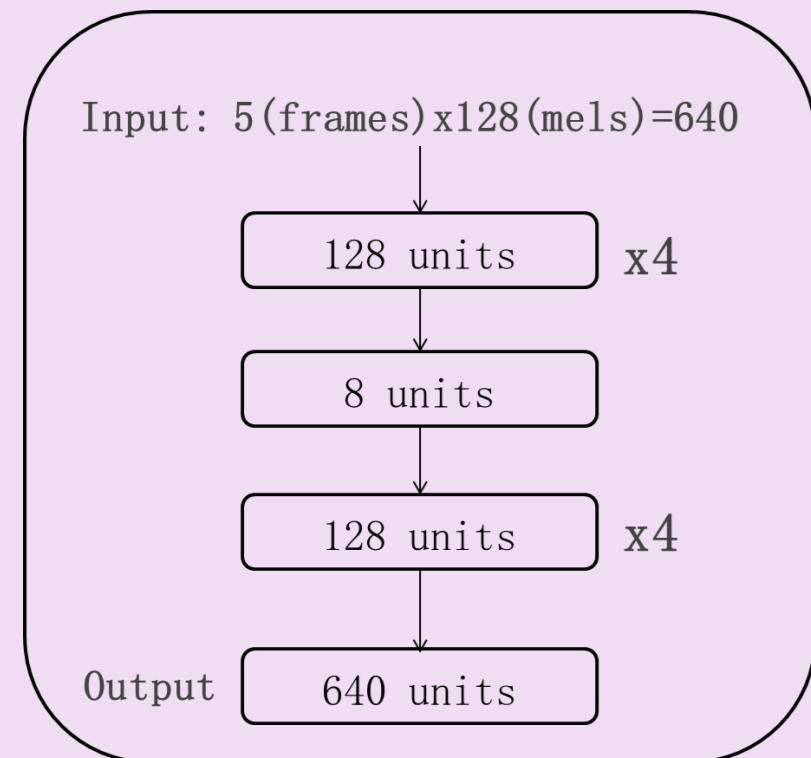 Input: 5(frames)x128(mels)=640
128 units x4
8 units
128 units x4
Output 640 units